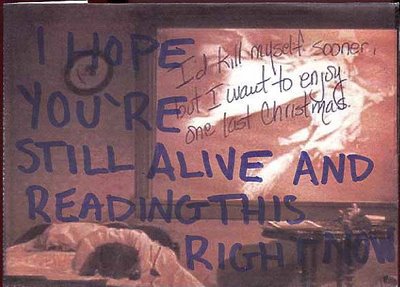 I HOPE
YOU'RE
STILL ALIVE AND
READING THIS
RIGHT NOW
I'd kill myself sooner,
but I want to enjoy
one last Christmas.